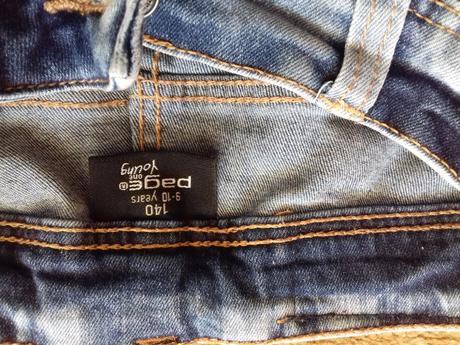 140
9-10 years
page
one
Young